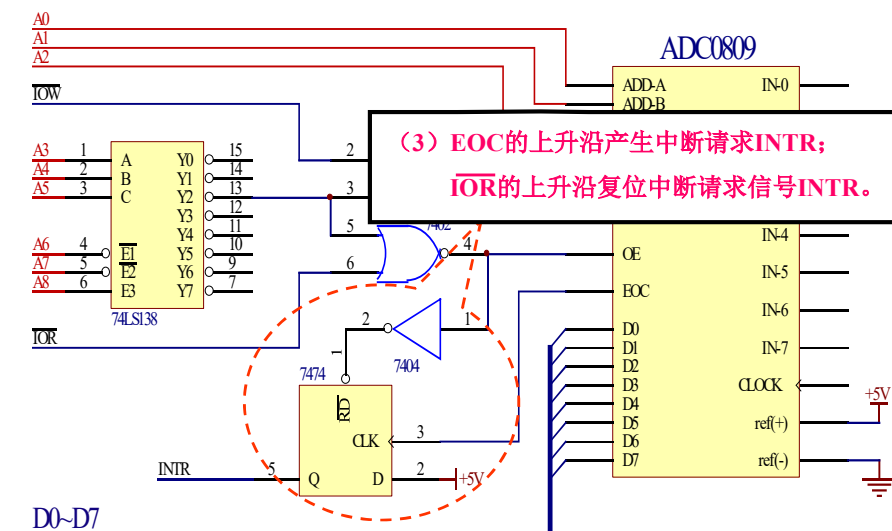 A0
A1
A2
ADC0809
IOW
ADD-A
ADD-B
IN-0
（3）EOC的上升沿产生中断请求INTR；
IOR的上升沿复位中断请求信号INTR。
A3 1 A Y0 15
A4 2 B Y1 14
A5 3 C Y2 13
Y3 12
Y4 11
A6 4 E1 Y5 10
A7 5 E2 Y6 9
A8 6 E3 Y7 7
74LS138
2
3
5
6
4
7402
IOR
OE
EOC
D0
D1
D2
D3
D4
D5
D6
D7
IN-4
IN-5
IN-6
IN-7
CLOCK
ref(+)
ref(-)
+5V
2
1
7404
1
7474
RD
CLK 3
INTR 5 Q D 2 +5V
D0~D7